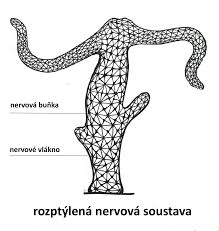 nervová buňka
nervové vlákno
rozptýlená nervová soustava